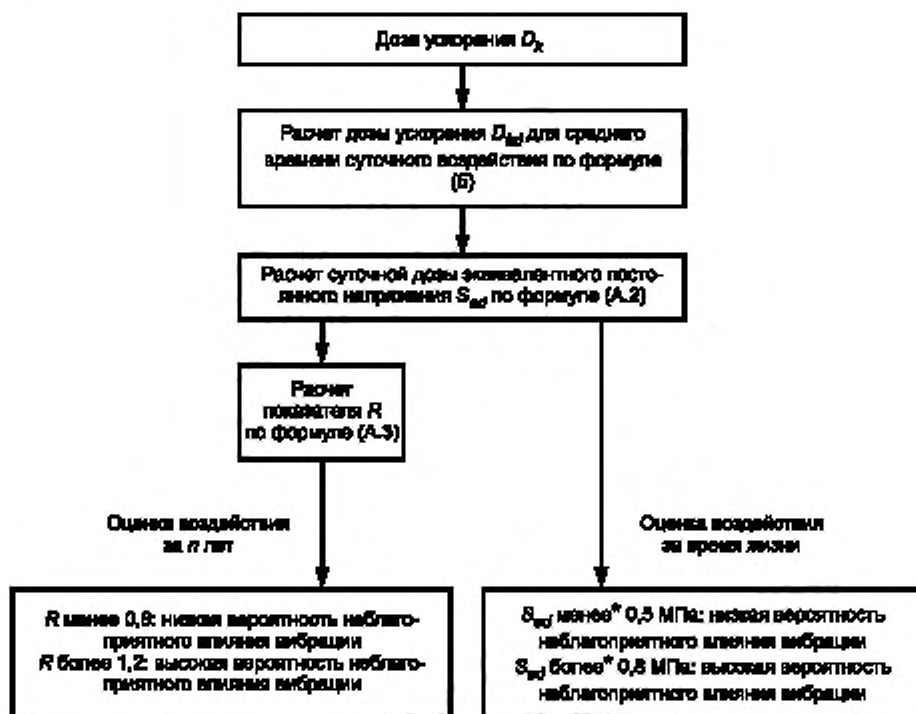 Доза ускорения D_k
Расчет дозы ускорения D_kd для среднего
времени суточного воздействия по формуле
(5)
Расчет суточной дозы эквивалентного посто-
янного напряжения S_ed по формуле (А.2)
Расчет
показателя R
по формуле (А.3)
Оценка воздействия
за n лет
Оценка воздействия
за время жизни
R менее 0,8: низкая вероятность неблаго-
приятного влияния вибрации
R более 1,2: высокая вероятность неблаго-
приятного влияния вибрации
S_ed менее* 0,5 МПа: низкая вероятность
неблагоприятного влияния вибрации
S_ed более* 0,8 МПа: высокая вероятность
неблагоприятного влияния вибрации